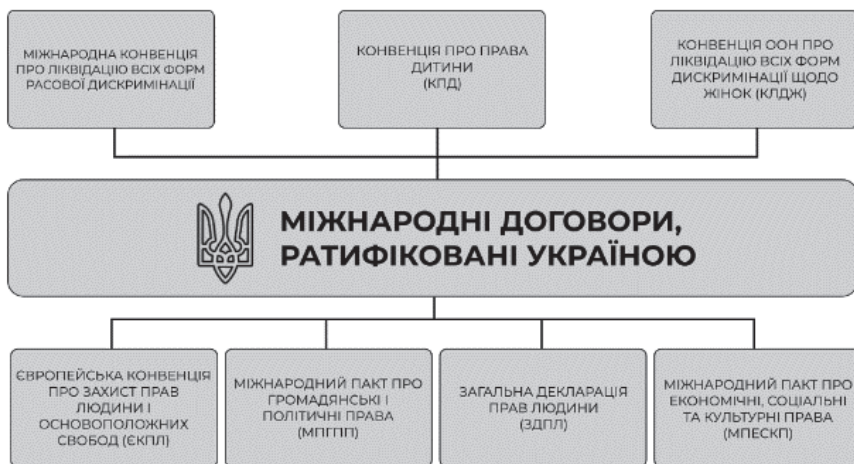 МІЖНАРОДНА КОНВЕНЦІЯ
ПРО ЛІКВІДАЦІЮ ВСІХ ФОРМ
РАСОВОЇ ДИСКРИМІНАЦІЇ
КОНВЕНЦІЯ ПРО ПРАВА
ДИТИНИ
(КПД)
КОНВЕНЦІЯ ООН ПРО
ЛІКВІДАЦІЮ ВСІХ ФОРМ
ДИСКРИМІНАЦІЇ ЩОДО
ЖІНОК (КЛДЖ)
МІЖНАРОДНІ ДОГОВОРИ,
РАТИФІКОВАНІ УКРАЇНОЮ
ЄВРОПЕЙСЬКА КОНВЕНЦІЯ
ПРО ЗАХИСТ ПРАВ
ЛЮДИНИ І
ОСНОВОПОЛОЖНИХ
СВОБОД (ЄКПЛ)
МІЖНАРОДНИЙ ПАКТ ПРО
ГРОМАДЯНСЬКІ І
ПОЛІТИЧНІ ПРАВА
(МПГПП)
ЗАГАЛЬНА ДЕКЛАРАЦІЯ
ПРАВ ЛЮДИНИ
(ЗДПЛ)
МІЖНАРОДНИЙ ПАКТ ПРО
ЕКОНОМІЧНІ, СОЦІАЛЬНІ
ТА КУЛЬТУРНІ ПРАВА
(МПЕСКП)